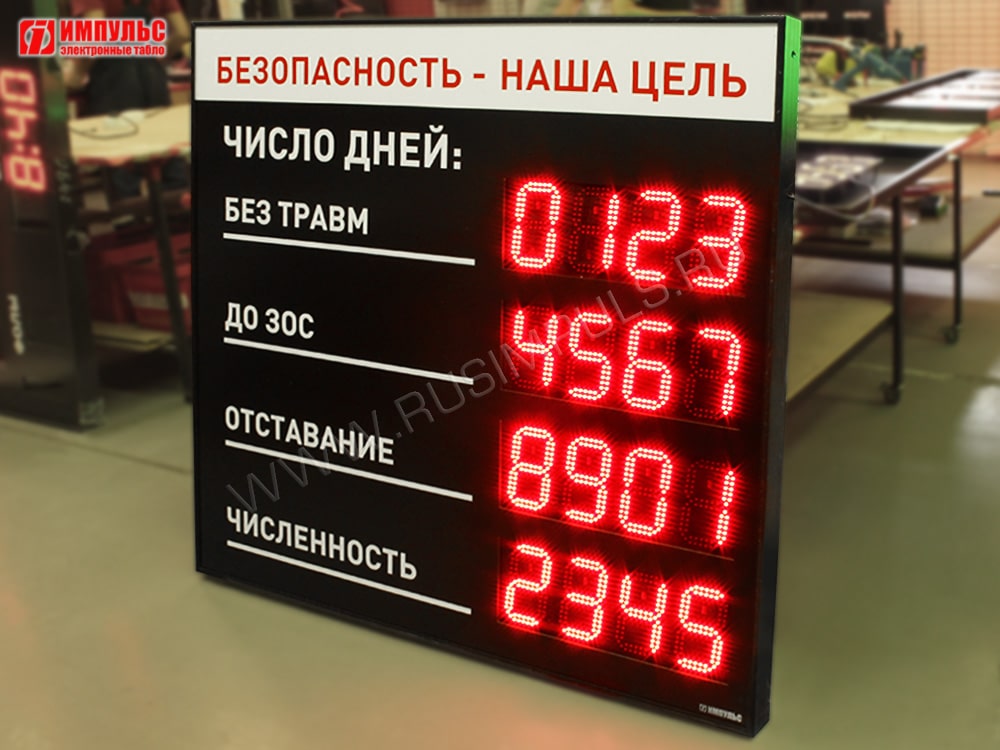 ИМПУЛЬС
электронные табло
8:40
БЕЗОПАСНОСТЬ - НАША ЦЕЛЬ
ЧИСЛО ДНЕЙ:
БЕЗ ТРАВМ 0123
ДО ЗОС 4567
ОТСТАВАНИЕ 8901
ЧИСЛЕННОСТЬ 2345
WWW.RUSIMPULS.RU
ИМПУЛЬС